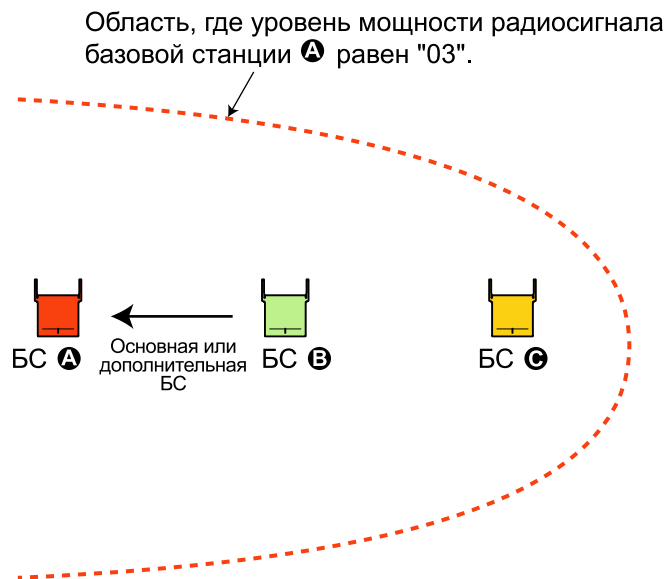 Область, где уровень мощности радиосигнала
базовой станции A равен "03".
Основная или
дополнительная
БС
БС A
БС B
БС C